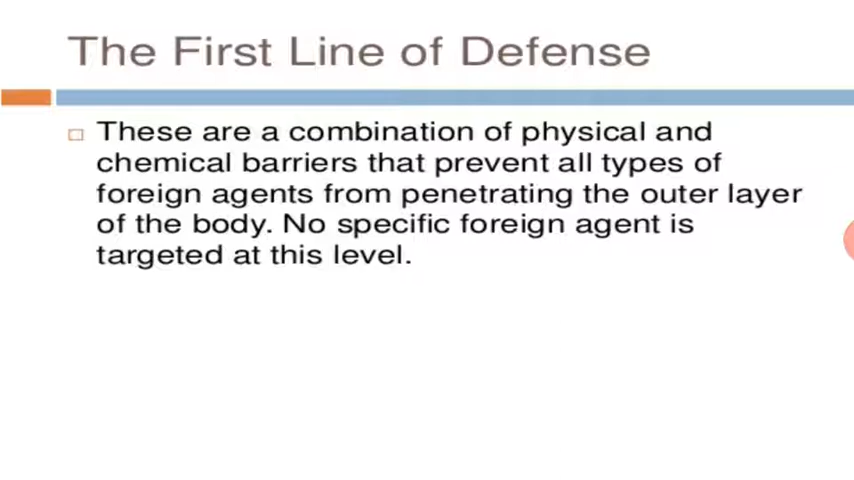 The First Line of Defense
These are a combination of physical and
chemical barriers that prevent all types of
foreign agents from penetrating the outer layer
of the body. No specific foreign agent is
targeted at this level.